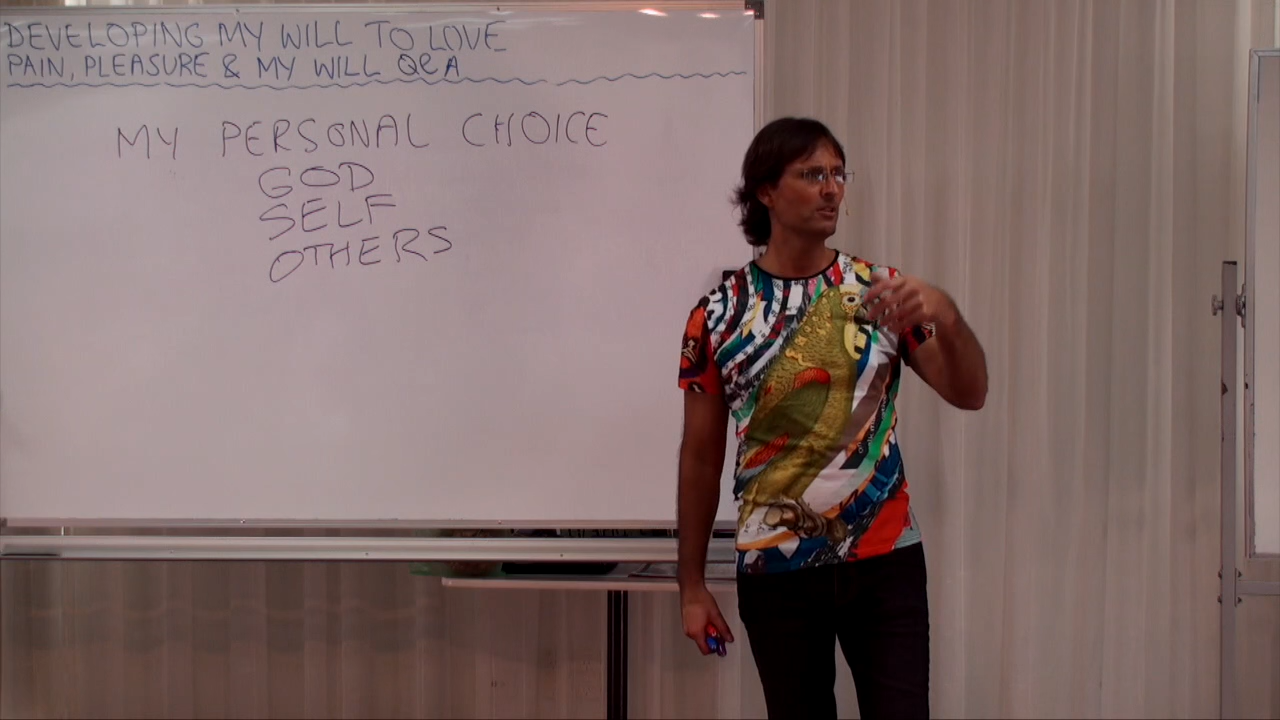 DEVELOPING MY WILL TO LOVE
PAIN, PLEASURE & MY WILL Q&A
MY PERSONAL CHOICE
GOD
SELF
OTHERS